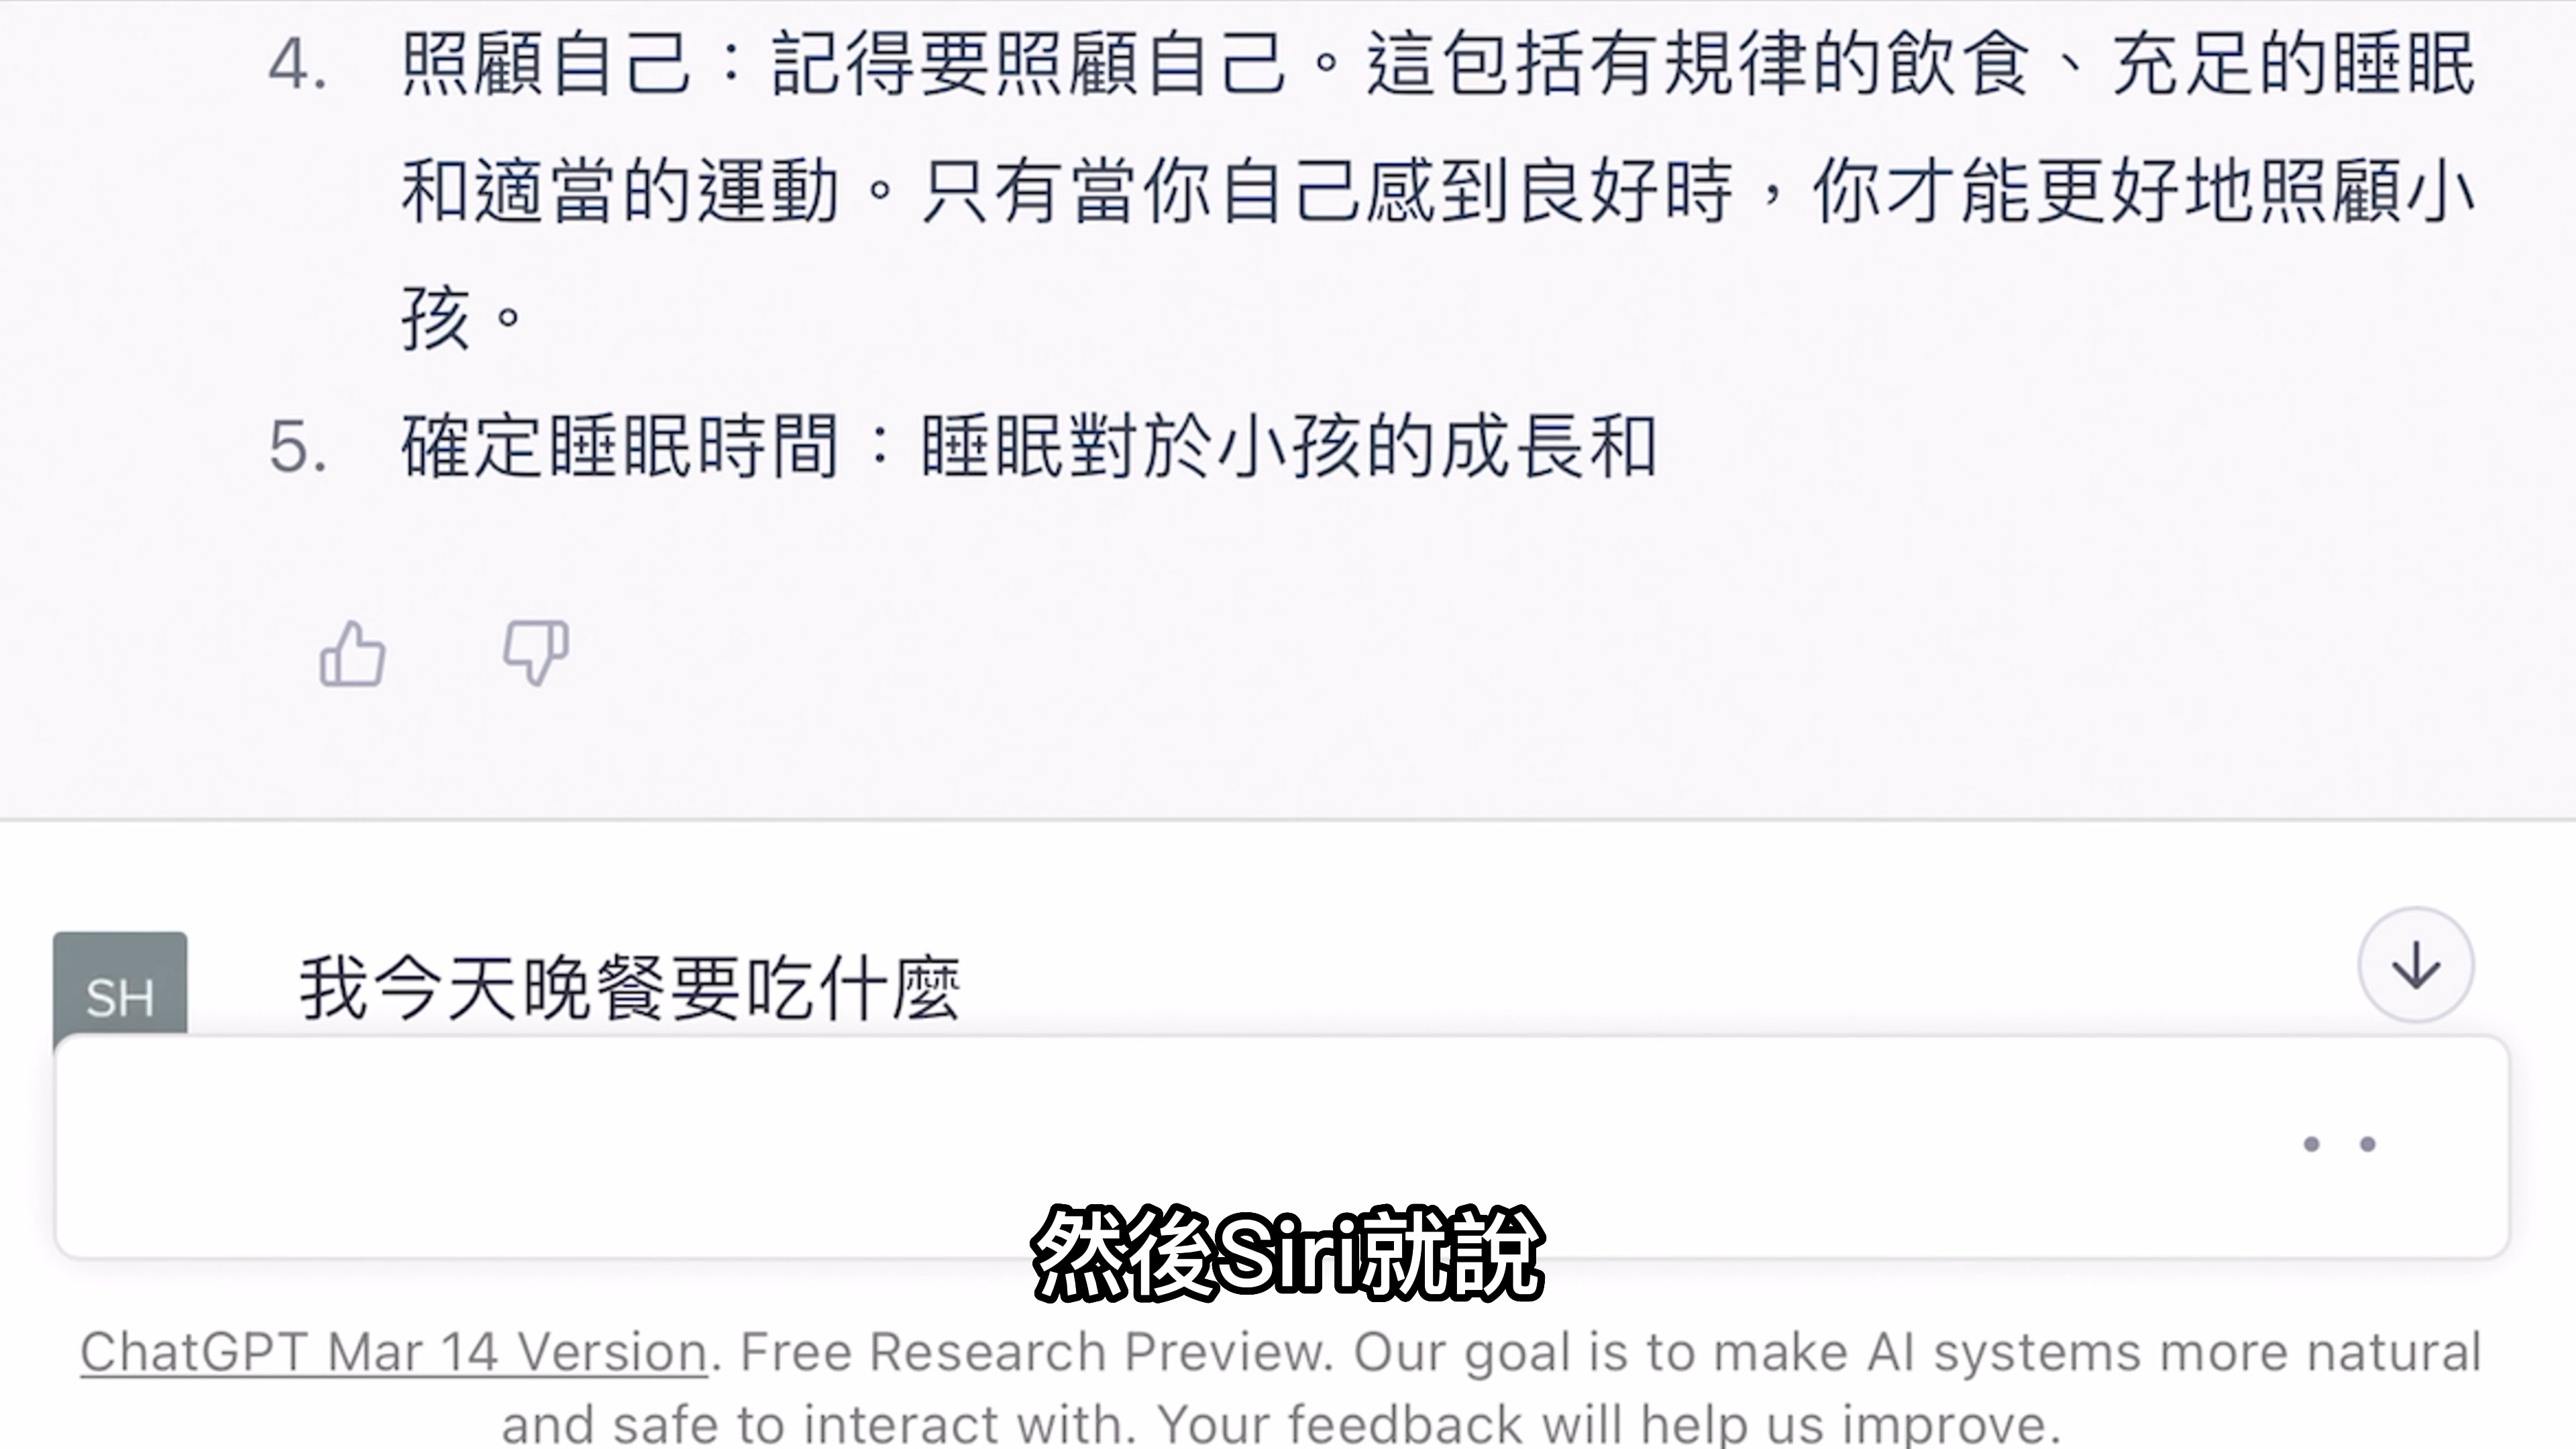 4. 照顧自己：記得要照顧自己。這包括有規律的飲食、充足的睡眠
和適當的運動。只有當你自己感到良好時，你才能更好地照顧小
孩。
5. 確定睡眠時間：睡眠對於小孩的成長和
SH 我今天晚餐要吃什麼
然後Siri就說
ChatGPT Mar 14 Version. Free Research Preview. Our goal is to make AI systems more natural
and safe to interact with. Your feedback will help us improve.